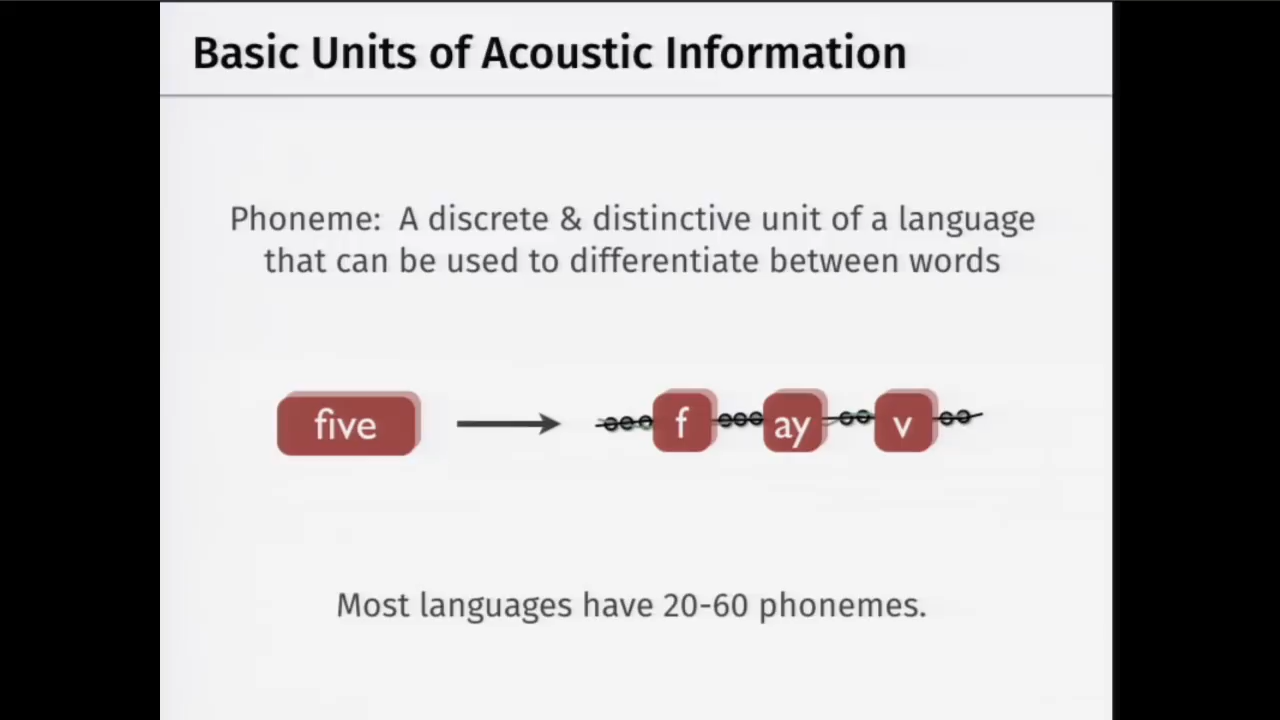 Basic Units of Acoustic Information
Phoneme: A discrete & distinctive unit of a language
that can be used to differentiate between words
five f ay v
Most languages have 20-60 phonemes.